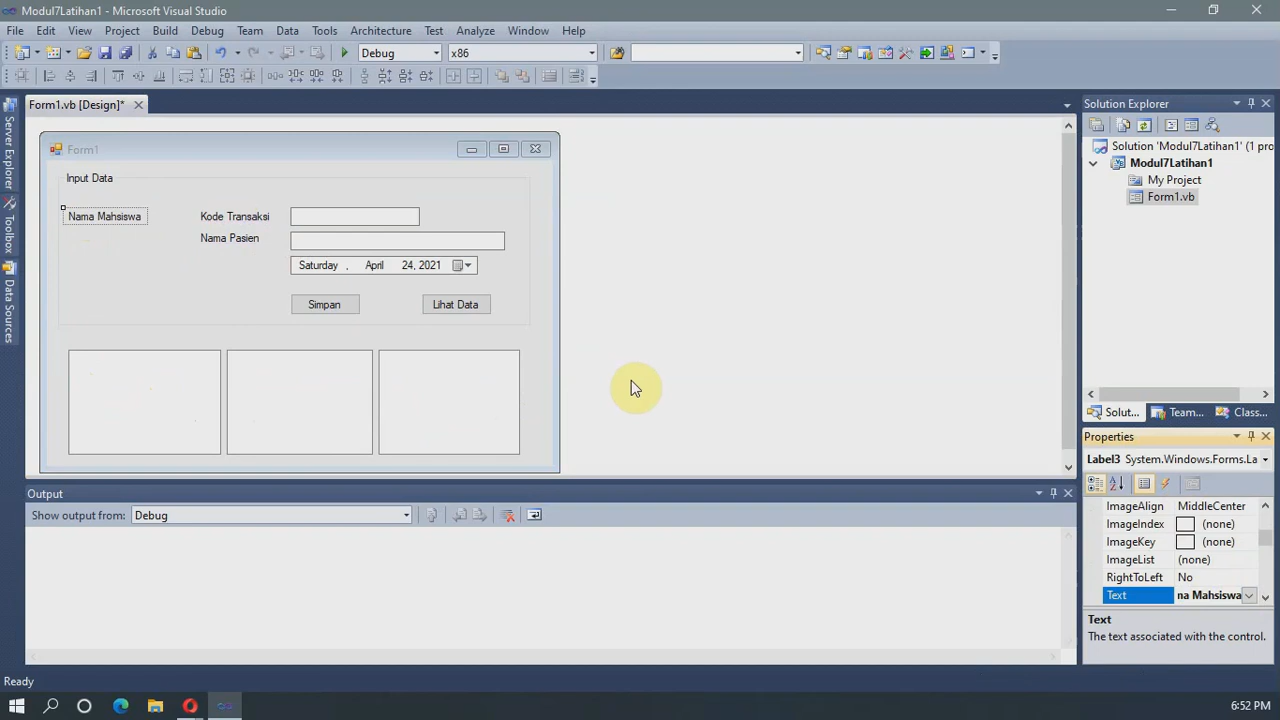 Modul7Latihan1 - Microsoft Visual Studio
File Edit View Project Build Debug Team Data Tools Architecture Test Analyze Window Help
Debug x86
Form1.vb [Design]*
Server Explorer
Toolbox
Data Sources
Form1
Input Data
Nama Mahsiswa Kode Transaksi
Nama Pasien
Saturday , April 24, 2021
Simpan Lihat Data
Output
Show output from: Debug
Solution Explorer
Solution 'Modul7Latihan1' (1 pro
Modul7Latihan1
My Project
Form1.vb
Solut... Team... Class...
Properties
Label3 System.Windows.Forms.La
ImageAlign MiddleCenter
ImageIndex (none)
ImageKey (none)
ImageList (none)
RightToLeft No
Text na Mahsiswa
Text
The text associated with the control.
Ready
6:52 PM